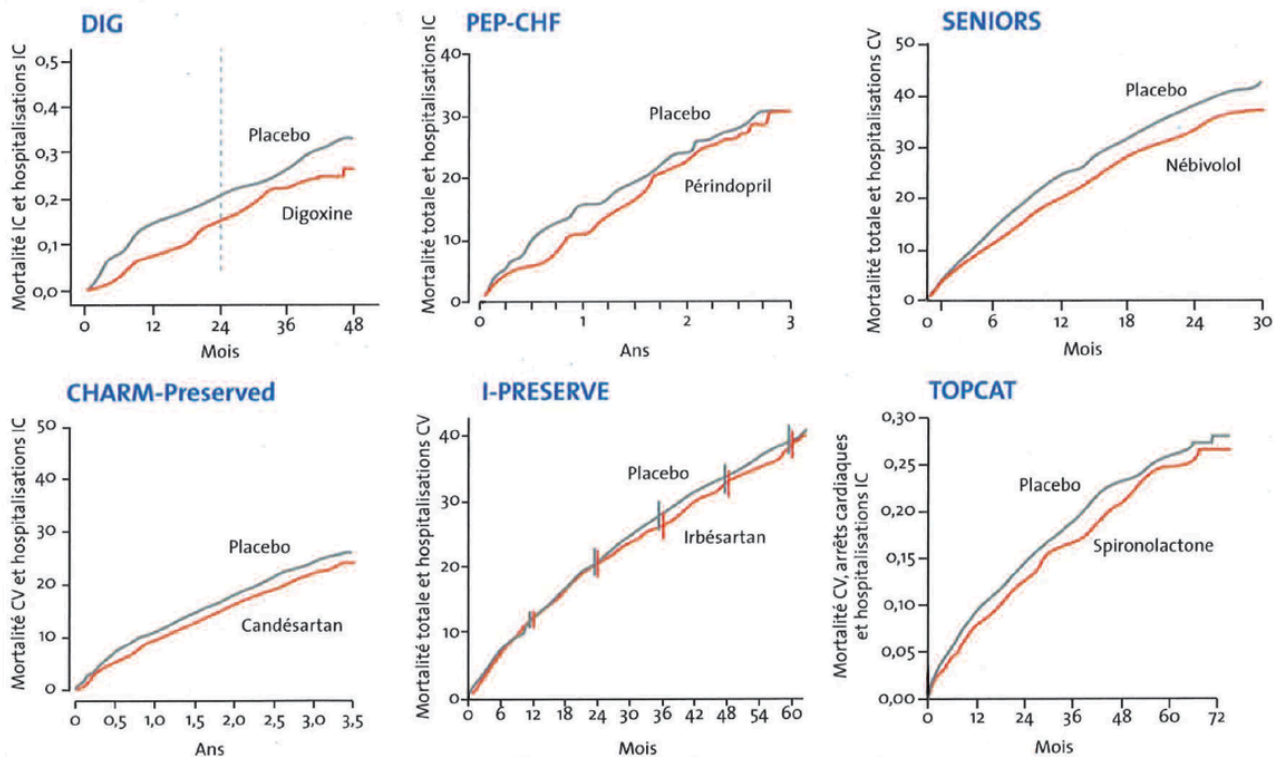 DIG
Mortalité IC et hospitalisations IC
0,5
0,4
0,3
0,2
0,1
0,0
Placebo
Digoxine
0 12 24 36 48
Mois
PEP-CHF
Mortalité totale et hospitalisations IC
40
30
20
10
0
Placebo
Périndopril
0 1 2 3
Ans
SENIORS
Mortalité totale et hospitalisations CV
50
40
30
20
10
0
Placebo
Nébivolol
0 6 12 18 24 30
Mois
CHARM-Preserved
Mortalité CV et hospitalisations IC
50
40
30
20
10
0
Placebo
Candésartan
0 0,5 1,0 1,5 2,0 2,5 3,0 3,5
Ans
I-PRESERVE
Mortalité totale et hospitalisations CV
40
30
20
10
0
Placebo
Irbésartan
0 6 12 18 24 30 36 42 48 54 60
Mois
TOPCAT
Mortalité CV, arrêts cardiaques
et hospitalisations IC
0,30
0,25
0,20
0,15
0,10
0,05
0,00
Placebo
Spironolactone
0 12 24 36 48 60 72
Mois